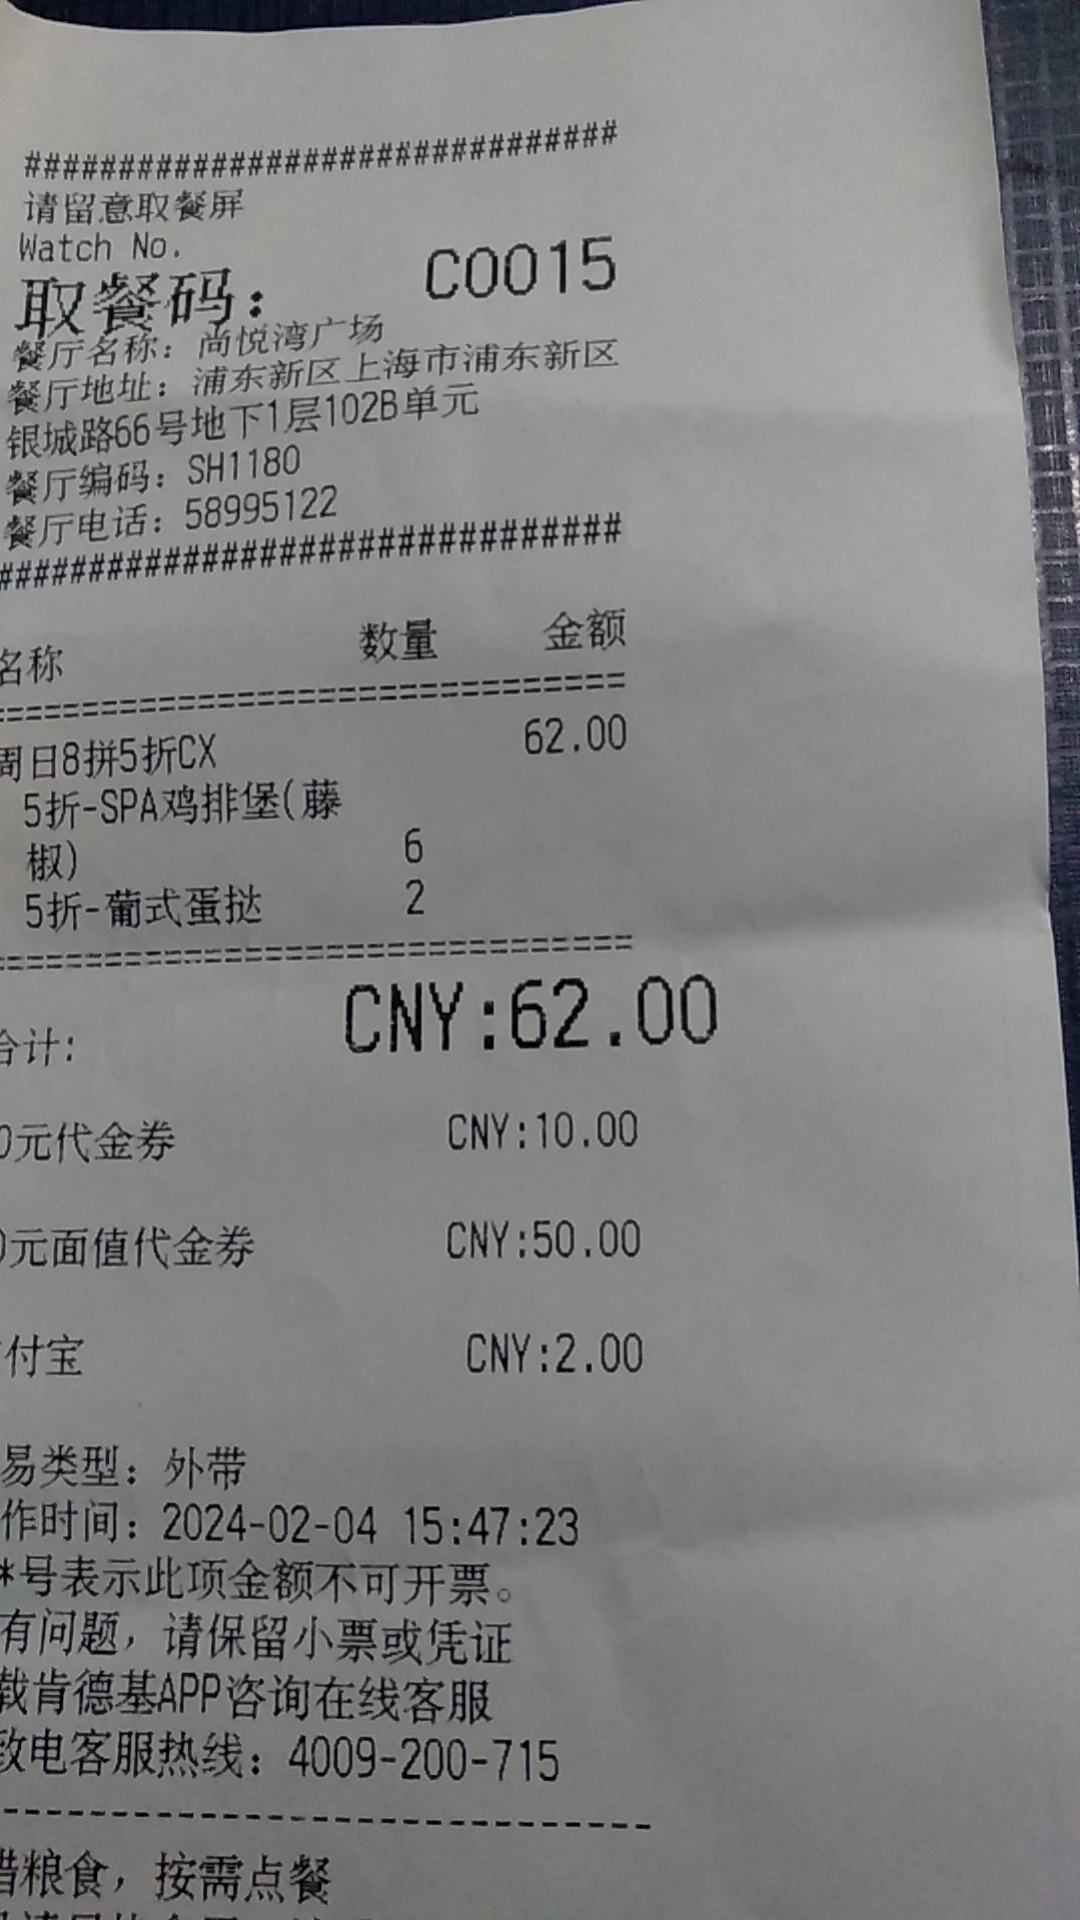 ################################
请留意取餐屏
Watch No.
取餐码： C0015
餐厅名称：尚悦湾广场
餐厅地址：浦东新区上海市浦东新区
银城路66号地下1层102B单元
餐厅编码：SH1180
餐厅电话：58995122
################################
名称 数量 金额
================================
周日8拼5折CX 62.00
5折-SPA鸡排堡(藤
椒) 6
5折-葡式蛋挞 2
================================
合计: CNY:62.00
0元代金券 CNY:10.00
0元面值代金券 CNY:50.00
付宝 CNY:2.00
易类型：外带
作时间：2024-02-04 15:47:23
*号表示此项金额不可开票。
有问题，请保留小票或凭证
载肯德基APP咨询在线客服
致电客服热线：4009-200-715
--------------------------------
惜粮食，按需点餐